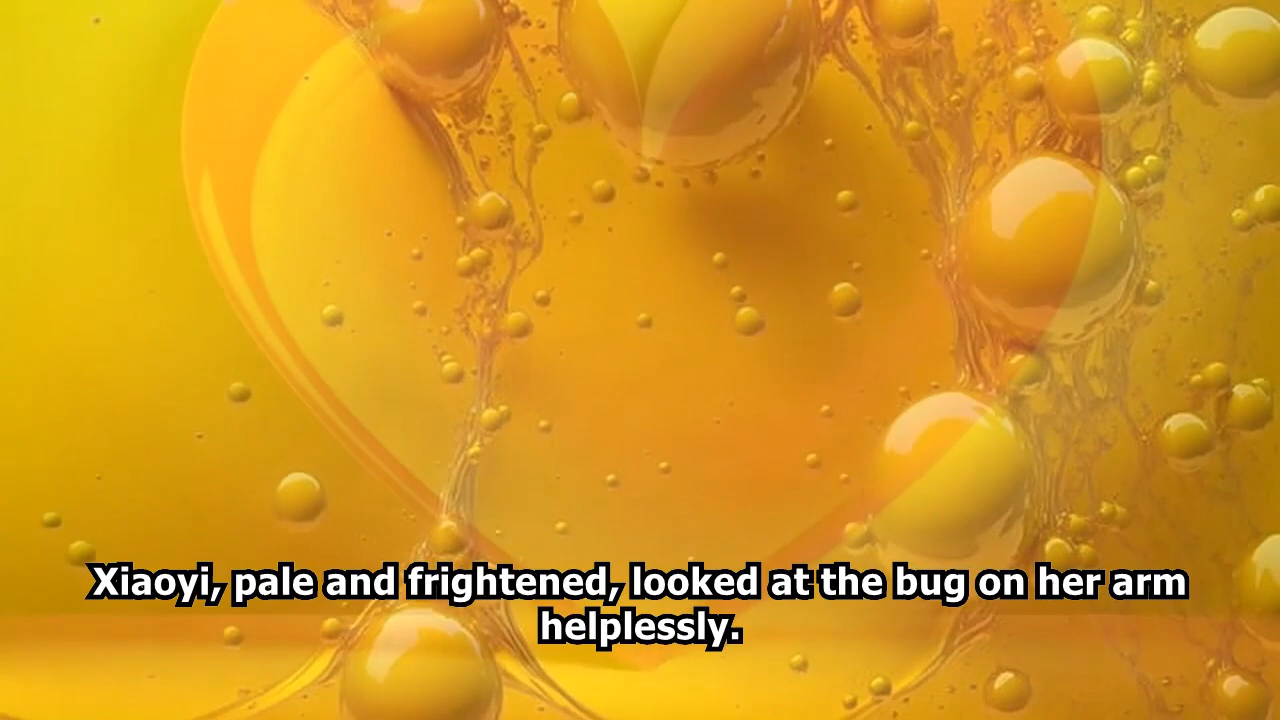 Xiaoyi, pale and frightened, looked at the bug on her arm
helplessly.